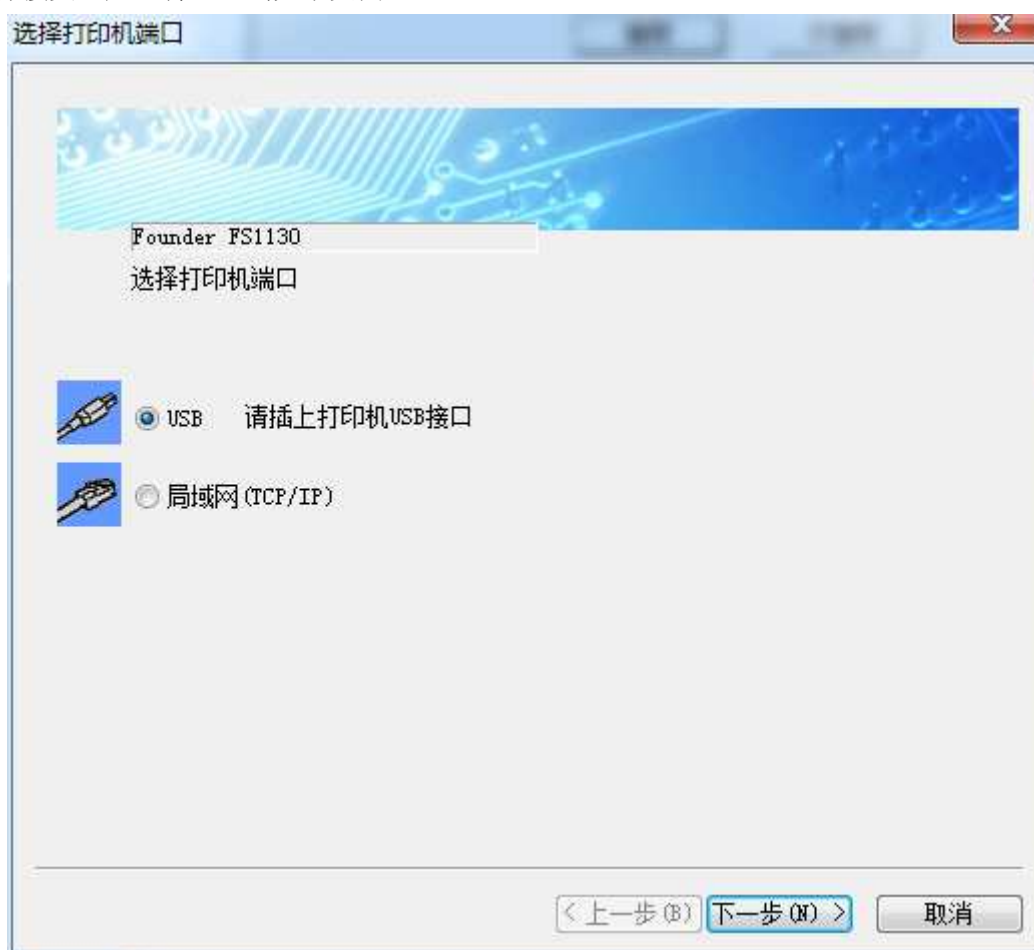 选择打印机端口
Founder FS1130
选择打印机端口
USB 请插上打印机USB接口
局域网(TCP/IP)
< 上一步(B) 下一步(N) > 取消